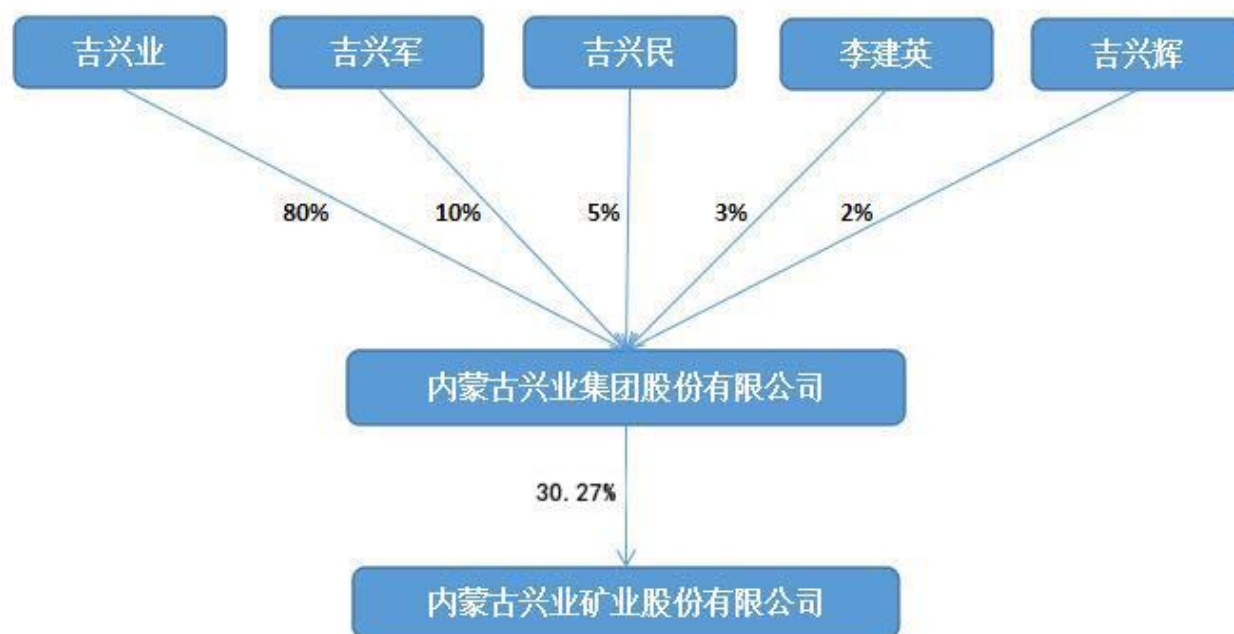 吉兴业
吉兴军
吉兴民
李建英
吉兴辉
80%
10%
5%
3%
2%
内蒙古兴业集团股份有限公司
30.27%
内蒙古兴业矿业股份有限公司